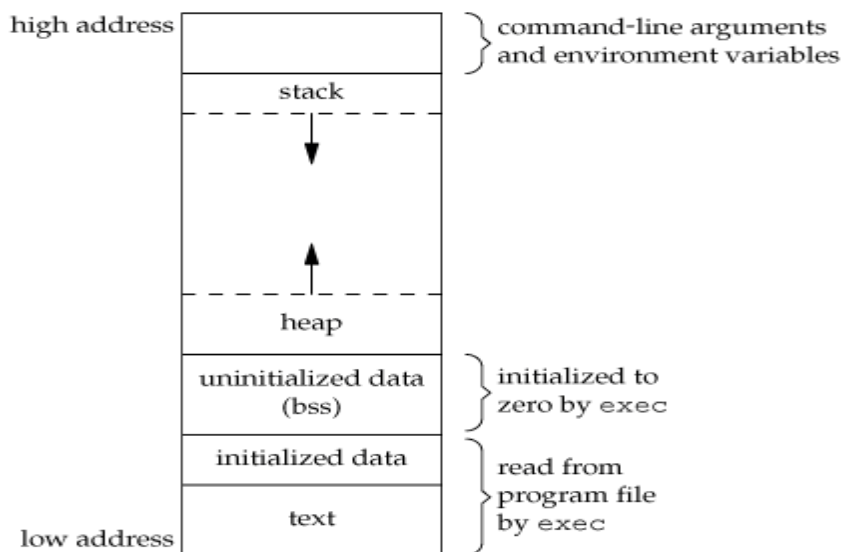 high address
command-line arguments
and environment variables
stack
heap
uninitialized data
(bss)
initialized to
zero by exec
initialized data
read from
program file
by exec
text
low address